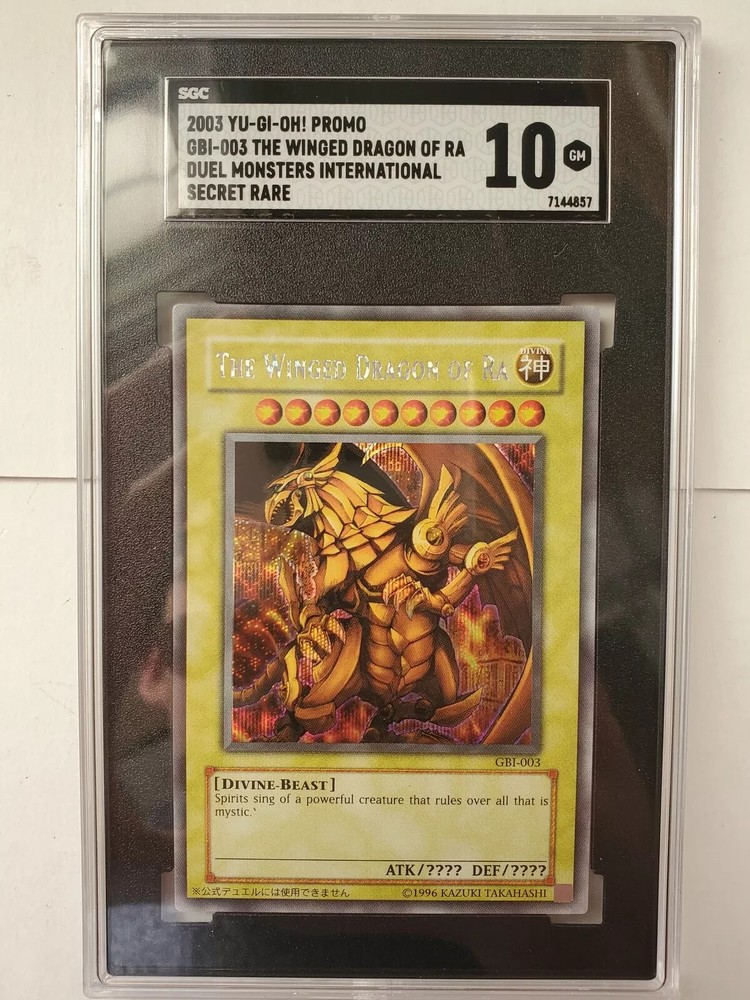 SGC
2003 YU-GI-OH! PROMO
GBI-003 THE WINGED DRAGON OF RA
DUEL MONSTERS INTERNATIONAL
SECRET RARE
10
GM
7144857
THE WINGED DRAGON OF RA
DIVINE
神
GBI-003
[DIVINE-BEAST]
Spirits sing of a powerful creature that rules over all that is
mystic.`
ATK/???? DEF/????
※公式デュエルには使用できません
©1996 KAZUKI TAKAHASHI